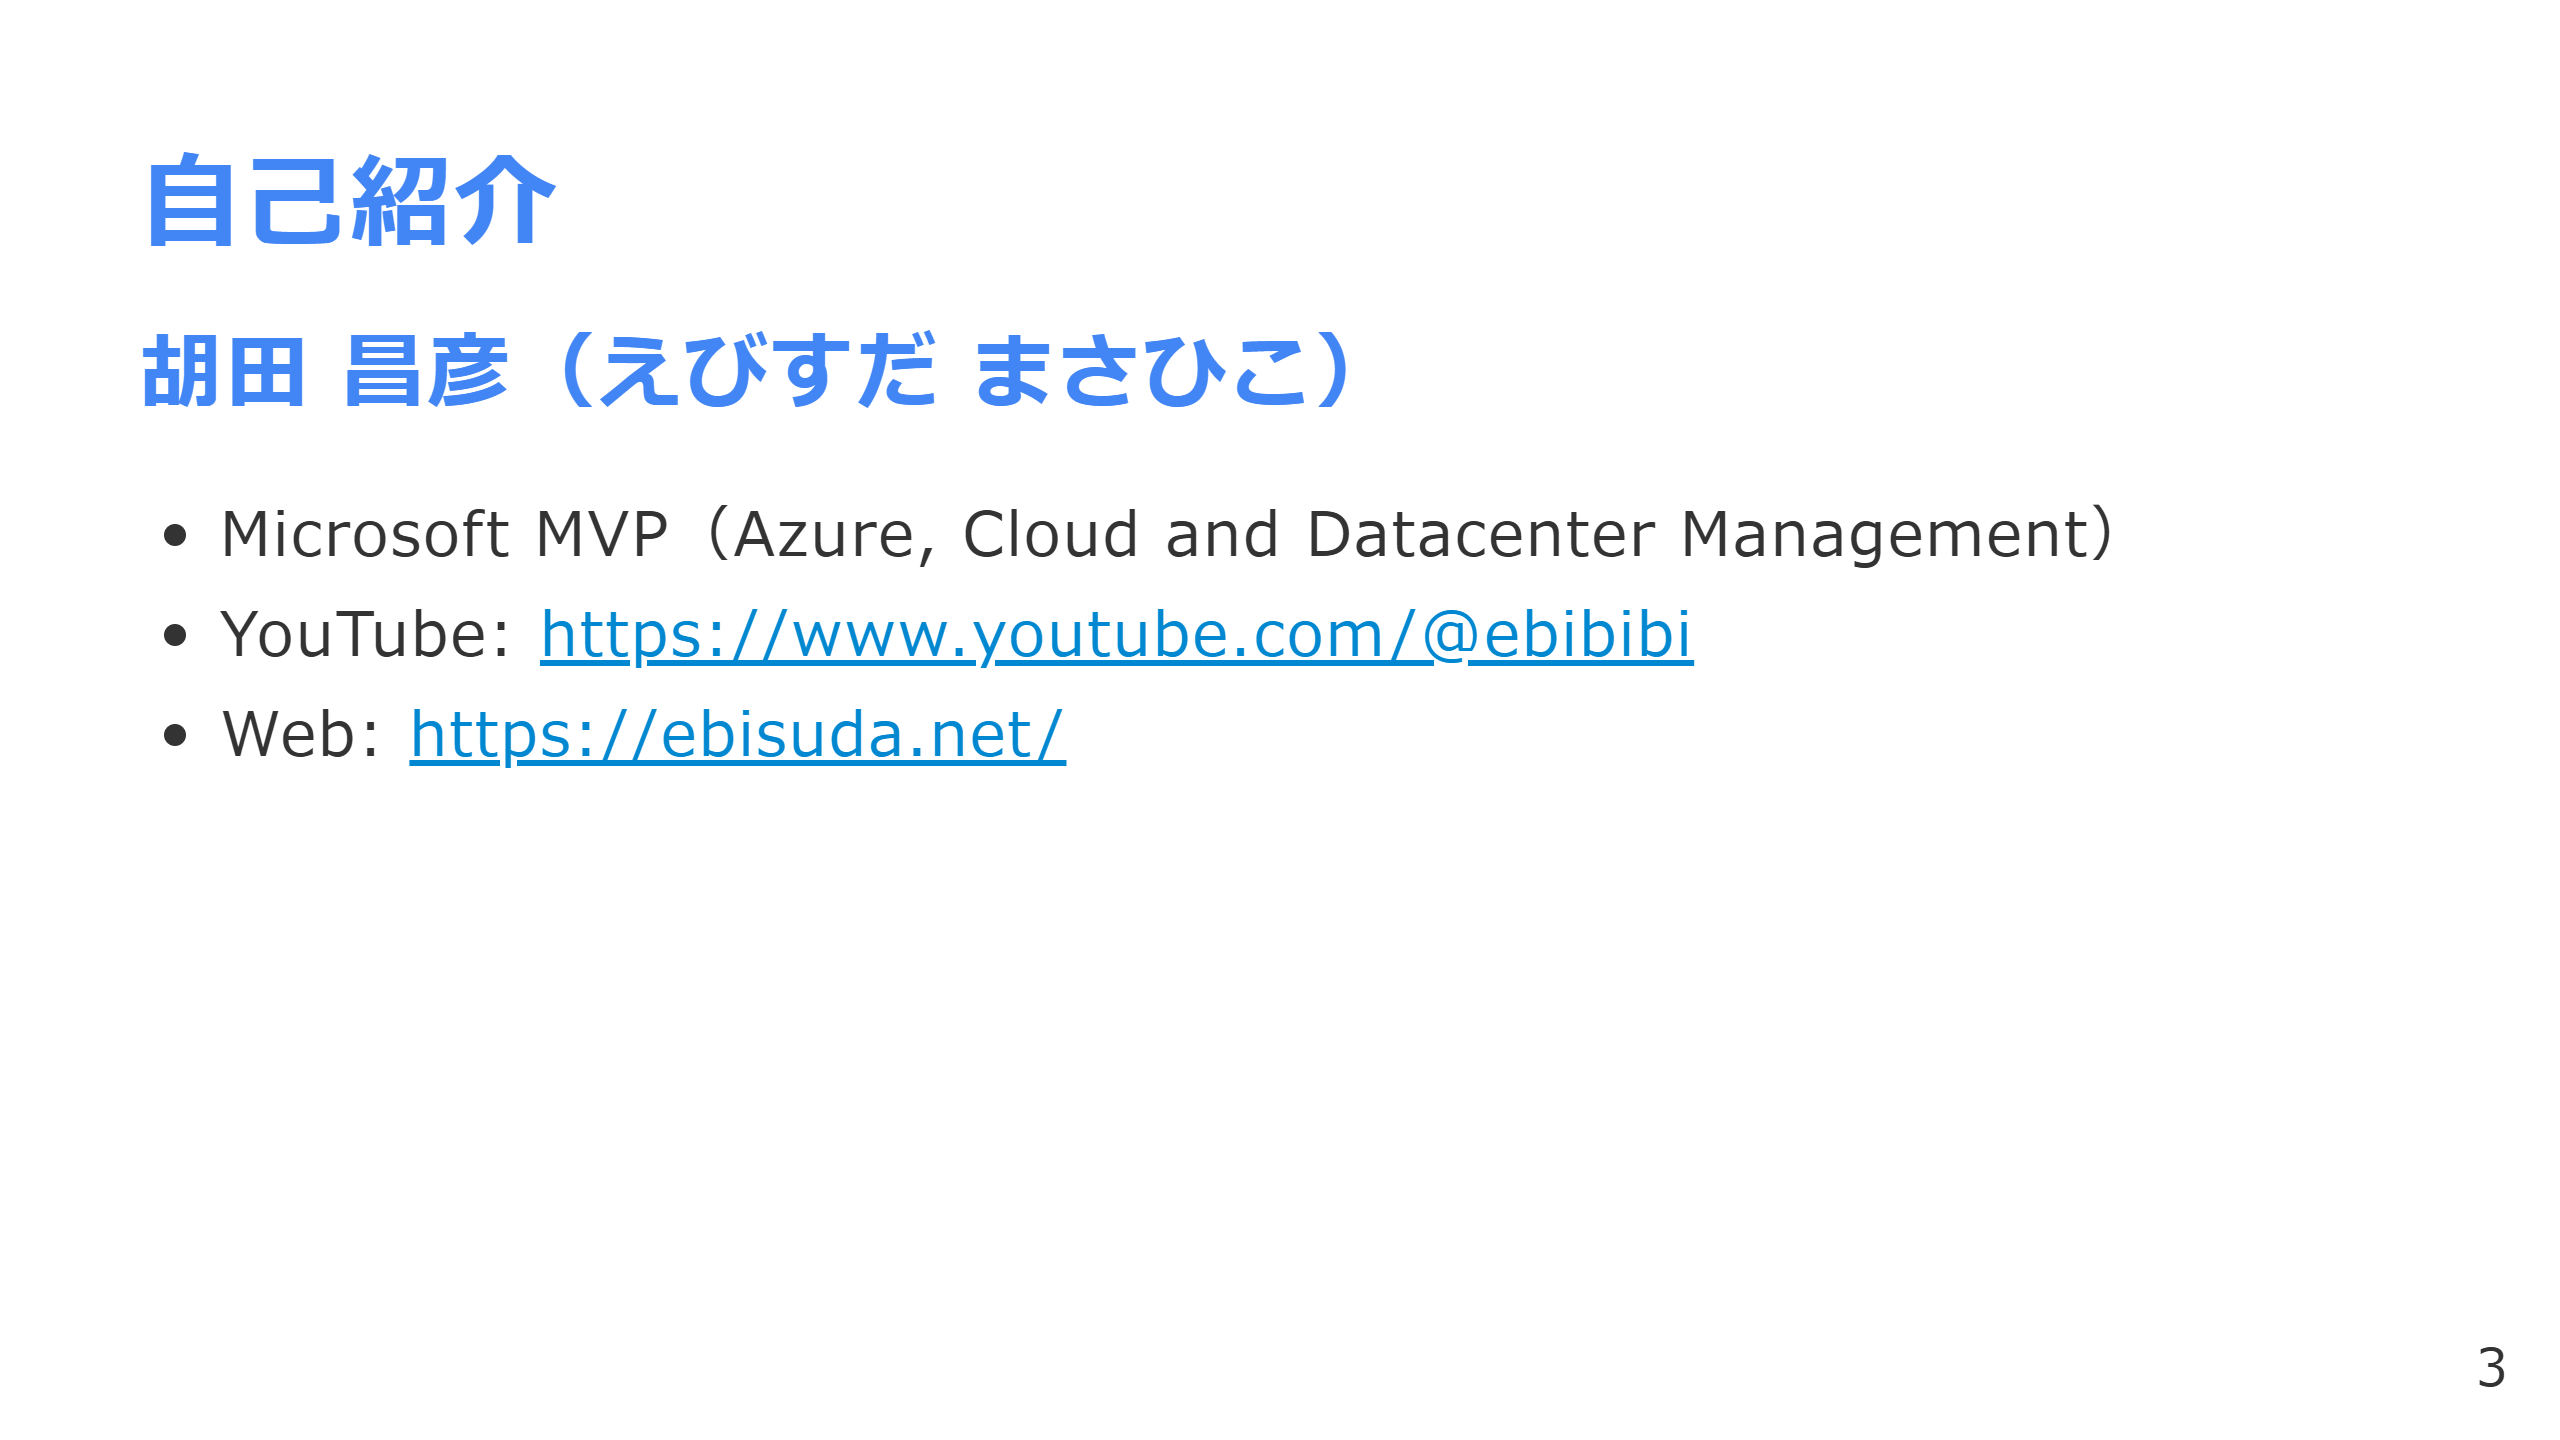 自己紹介
胡田 昌彦（えびすだ まさひこ）
• Microsoft MVP（Azure, Cloud and Datacenter Management）
• YouTube: https://www.youtube.com/@ebibibi
• Web: https://ebisuda.net/
3